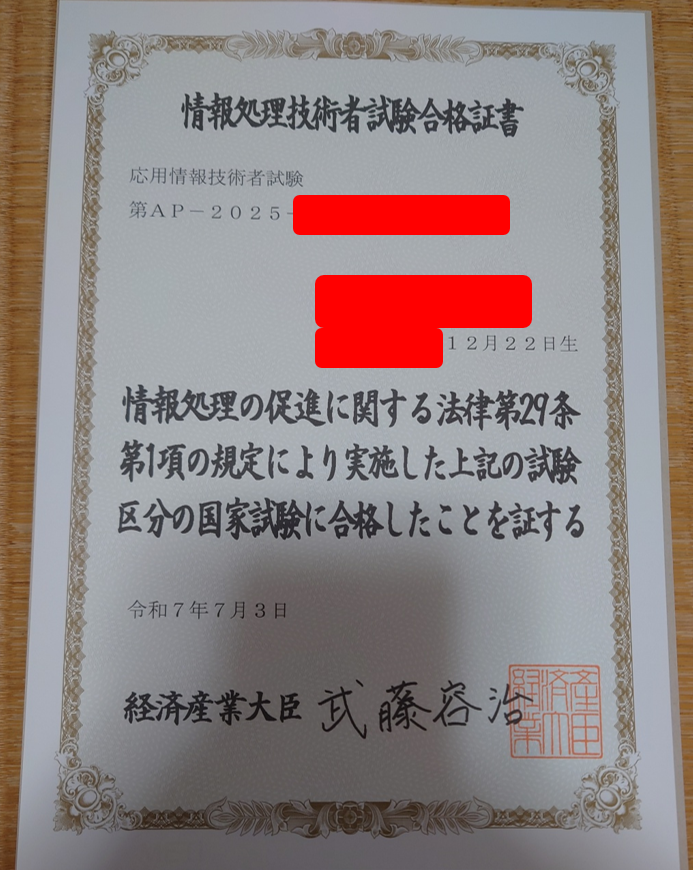 情報処理技術者試験合格証書
応用情報技術者試験
第ＡＰ－２０２５－
１２月２２日生
情報処理の促進に関する法律第29条
第1項の規定により実施した上記の試験
区分の国家試験に合格したことを証する
令和７年７月３日
経済産業大臣 武藤容治
経済産業大臣